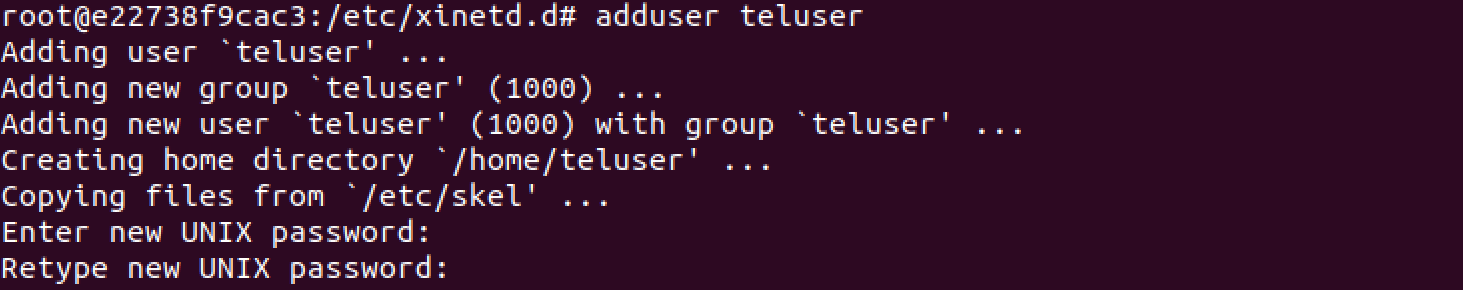 root@e22738f9cac3:/etc/xinetd.d# adduser teluser
Adding user `teluser' ...
Adding new group `teluser' (1000) ...
Adding new user `teluser' (1000) with group `teluser' ...
Creating home directory `/home/teluser' ...
Copying files from `/etc/skel' ...
Enter new UNIX password:
Retype new UNIX password: